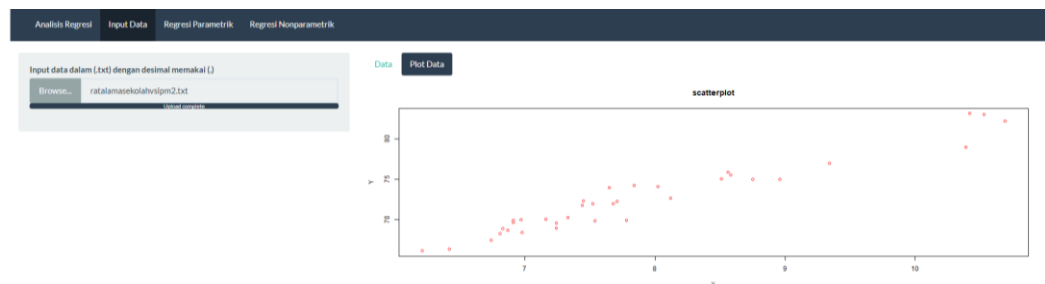 Analisis Regresi Input Data Regresi Parametrik Regresi Nonparametrik
Input data dalam (.txt) dengan desimal memakai (.)
Browse... ratalamasekolahvsipm2.txt
Upload complete
Data Plot Data
scatterplot
80
75
70
Y
7 8 9 10